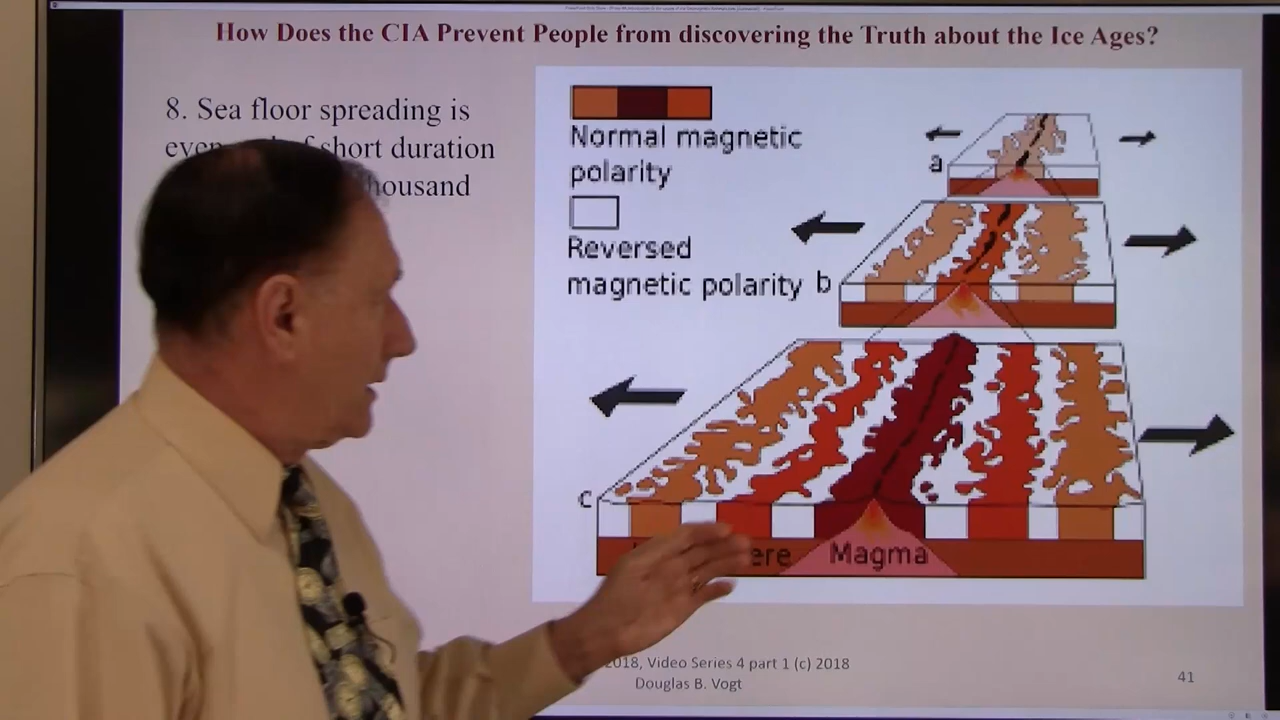 How Does the CIA Prevent People from discovering the Truth about the Ice Ages?
8. Sea floor spreading is
short duration
housand
Normal magnetic
polarity
Reversed
magnetic polarity
a
b
c
ere
Magma
2018, Video Series 4 part 1 (c) 2018
Douglas B. Vogt
41